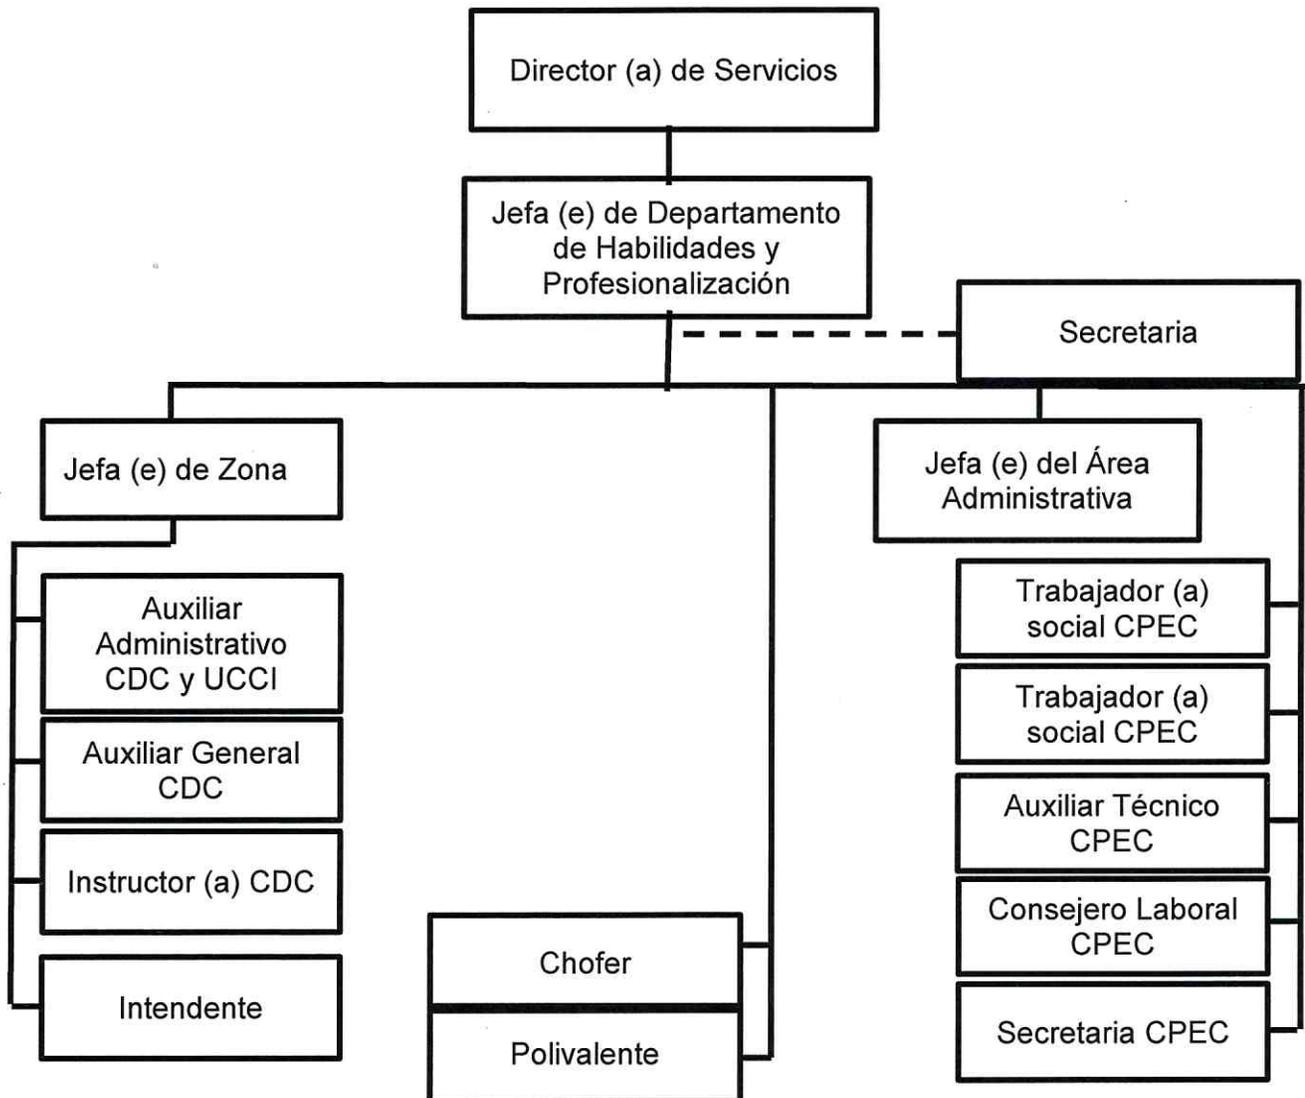 Director (a) de Servicios
Jefa (e) de Departamento
de Habilidades y
Profesionalización
Secretaria
Jefa (e) de Zona
Jefa (e) del Área
Administrativa
Auxiliar
Administrativo
CDC y UCCI
Auxiliar General
CDC
Instructor (a) CDC
Intendente
Chofer
Polivalente
Trabajador (a)
social CPEC
Trabajador (a)
social CPEC
Auxiliar Técnico
CPEC
Consejero Laboral
CPEC
Secretaria CPEC